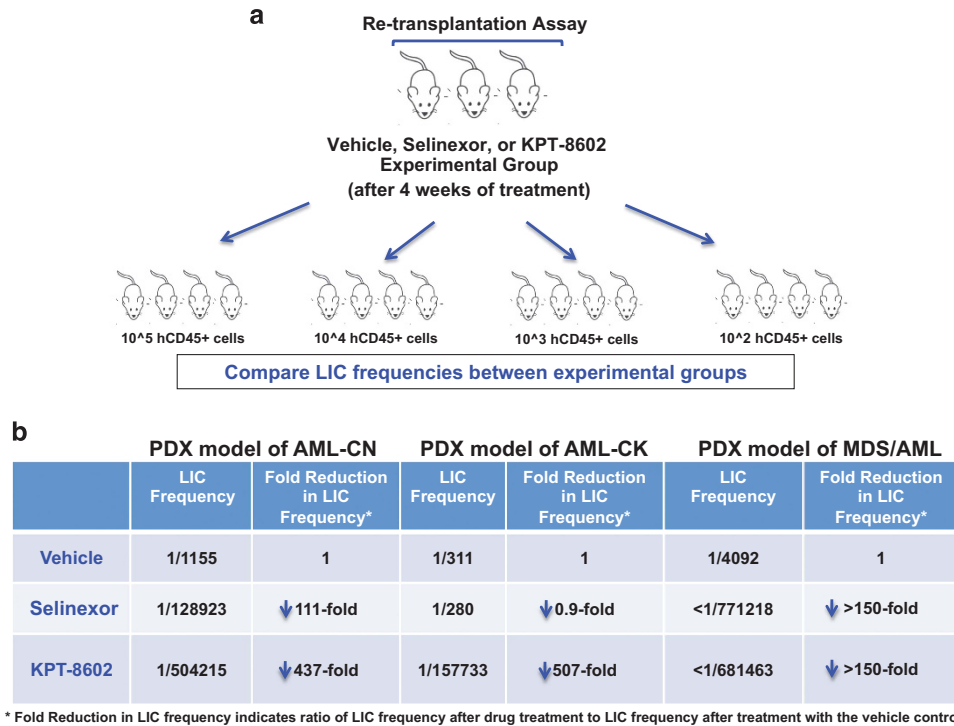 a
Re-transplantation Assay
Vehicle, Selinexor, or KPT-8602
Experimental Group
(after 4 weeks of treatment)
10^5 hCD45+ cells 10^4 hCD45+ cells 10^3 hCD45+ cells 10^2 hCD45+ cells
Compare LIC frequencies between experimental groups
b
PDX model of AML-CN PDX model of AML-CK PDX model of MDS/AML
LIC Frequency Fold Reduction in LIC Frequency* LIC Frequency Fold Reduction in LIC Frequency* LIC Frequency Fold Reduction in LIC Frequency*
Vehicle 1/1155 1 1/311 1 1/4092 1
Selinexor 1/128923 ↓111-fold 1/280 ↓0.9-fold <1/771218 ↓ >150-fold
KPT-8602 1/504215 ↓437-fold 1/157733 ↓507-fold <1/681463 ↓ >150-fold
* Fold Reduction in LIC frequency indicates ratio of LIC frequency after drug treatment to LIC frequency after treatment with the vehicle